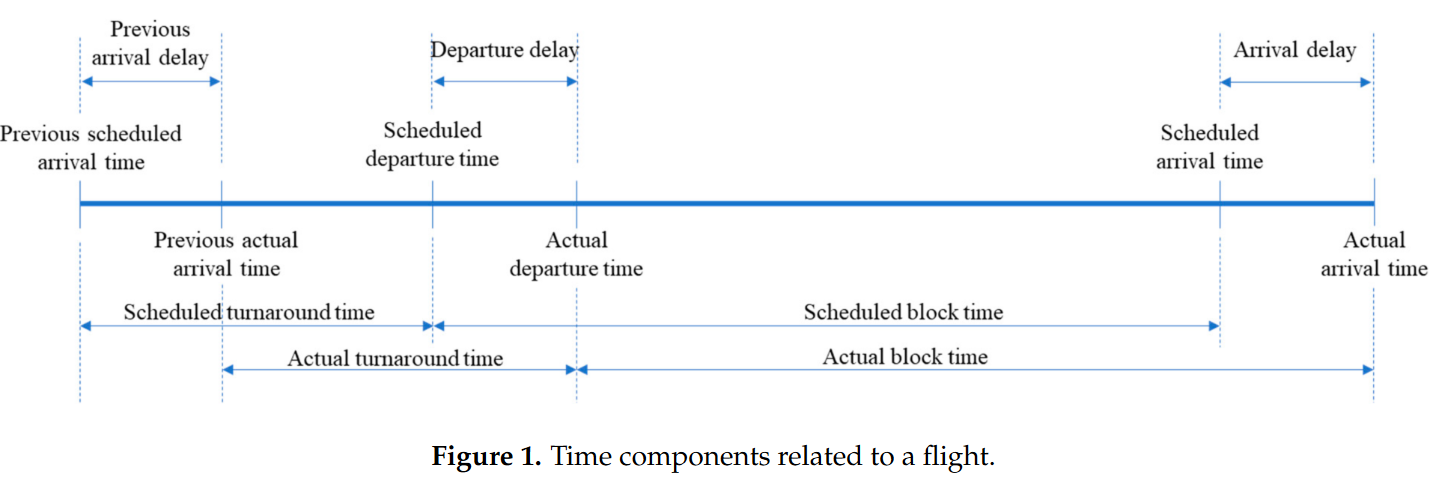 Previous
arrival delay
Departure delay
Arrival delay
Previous scheduled
arrival time
Scheduled
departure time
Scheduled
arrival time
Previous actual
arrival time
Actual
departure time
Actual
arrival time
Scheduled turnaround time
Scheduled block time
Actual turnaround time
Actual block time
Figure 1. Time components related to a flight.